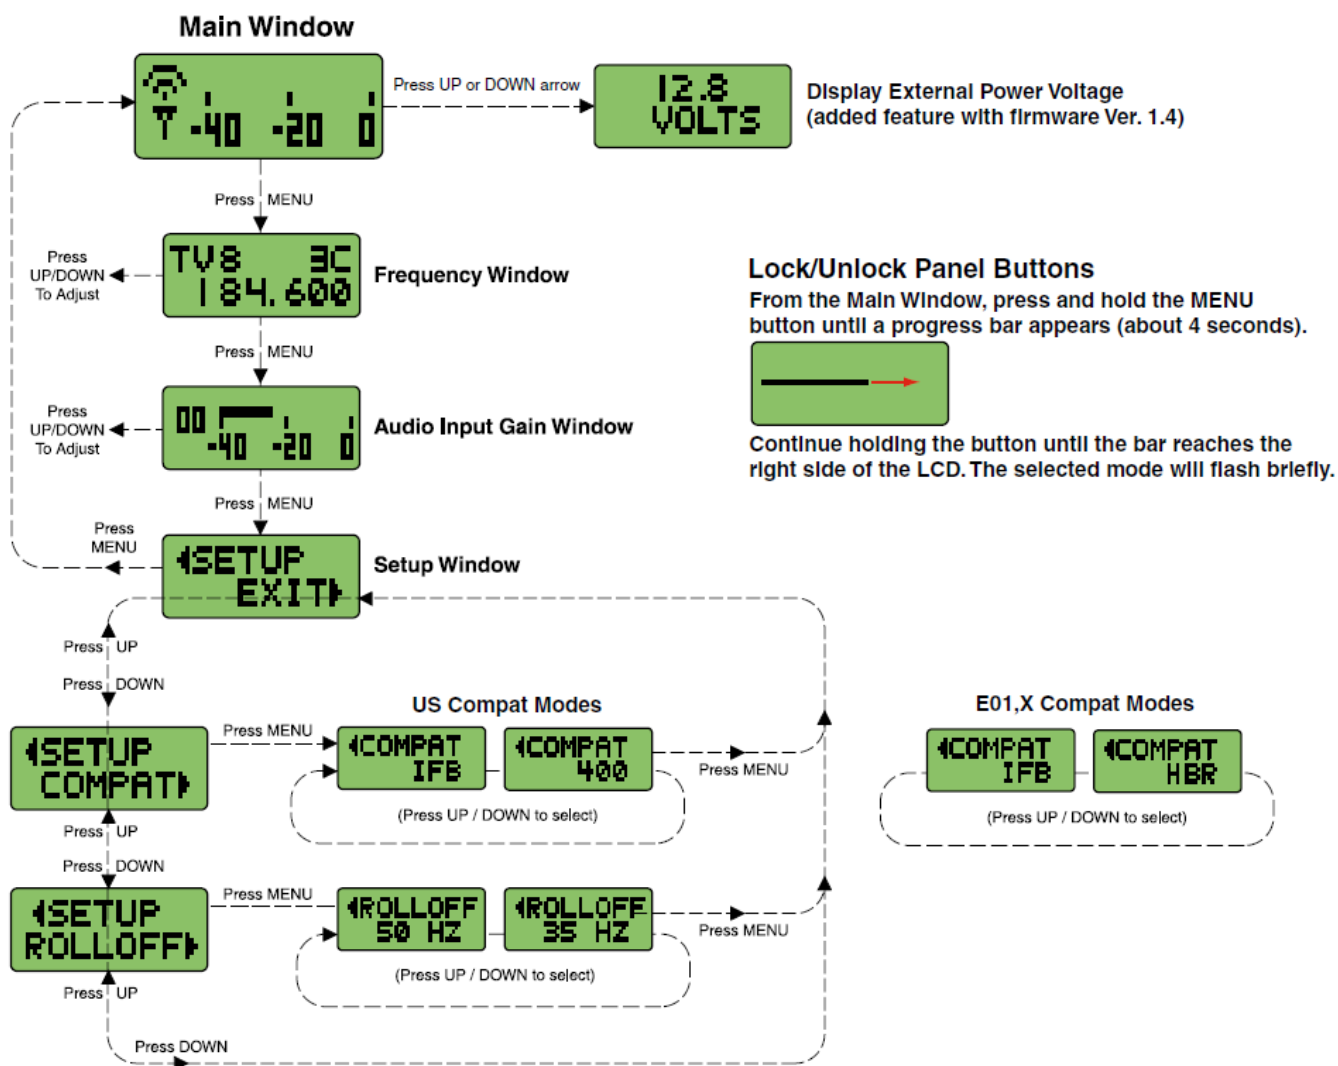 Main Window
-40 -20 0
Press UP or DOWN arrow
12.8
VOLTS
Display External Power Voltage
(added feature with firmware Ver. 1.4)
Press MENU
TV8 3C
184.600
Press
UP/DOWN
To Adjust
Frequency Window
Press MENU
00
-40 -20 0
Press
UP/DOWN
To Adjust
Audio Input Gain Window
Press MENU
Lock/Unlock Panel Buttons
From the Main Window, press and hold the MENU
button until a progress bar appears (about 4 seconds).
Continue holding the button until the bar reaches the
right side of the LCD. The selected mode will flash briefly.
Press
MENU
SETUP
EXIT
Setup Window
Press UP
Press DOWN
SETUP
COMPAT
Press MENU
US Compat Modes
COMPAT
IFB
COMPAT
400
(Press UP / DOWN to select)
Press MENU
E01,X Compat Modes
COMPAT
IFB
COMPAT
HBR
(Press UP / DOWN to select)
Press UP
Press DOWN
SETUP
ROLLOFF
Press MENU
ROLLOFF
50 HZ
ROLLOFF
35 HZ
(Press UP / DOWN to select)
Press MENU
Press UP
Press DOWN